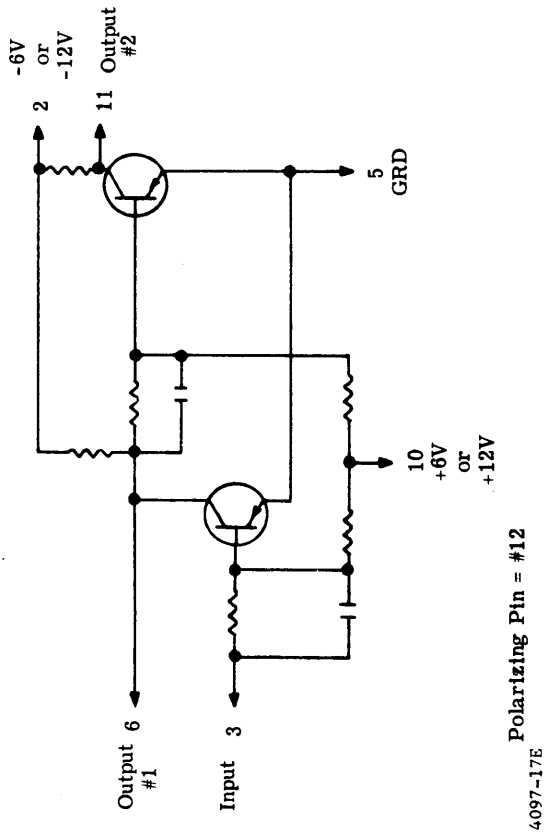 -6V
or
-12V
2
11 Output
#2
5
GRD
10
+6V
or
+12V
Output 6
#1
Input 3
Polarizing Pin = #12
4097-17E